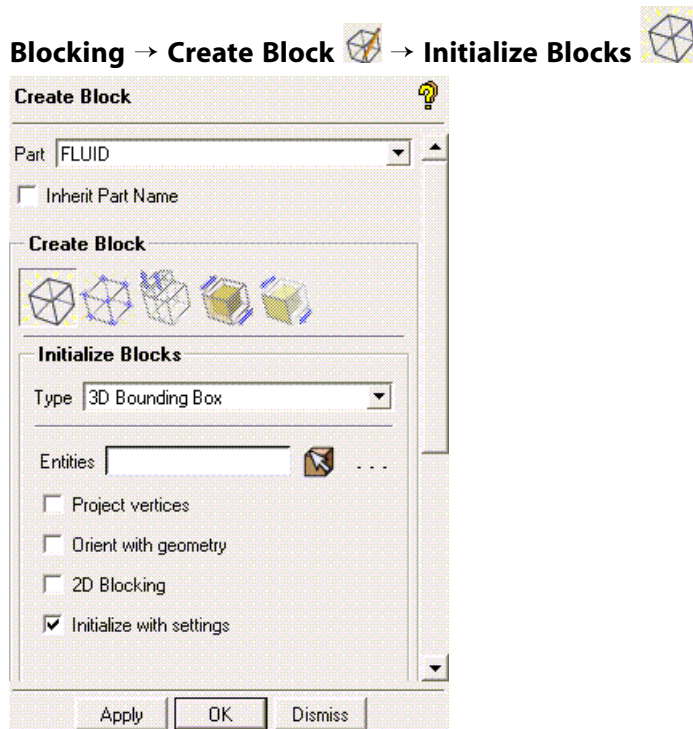 Blocking → Create Block → Initialize Blocks
Create Block
Part FLUID
Inherit Part Name
Create Block
Initialize Blocks
Type 3D Bounding Box
Entities ...
Project vertices
Orient with geometry
2D Blocking
Initialize with settings
Apply OK Dismiss